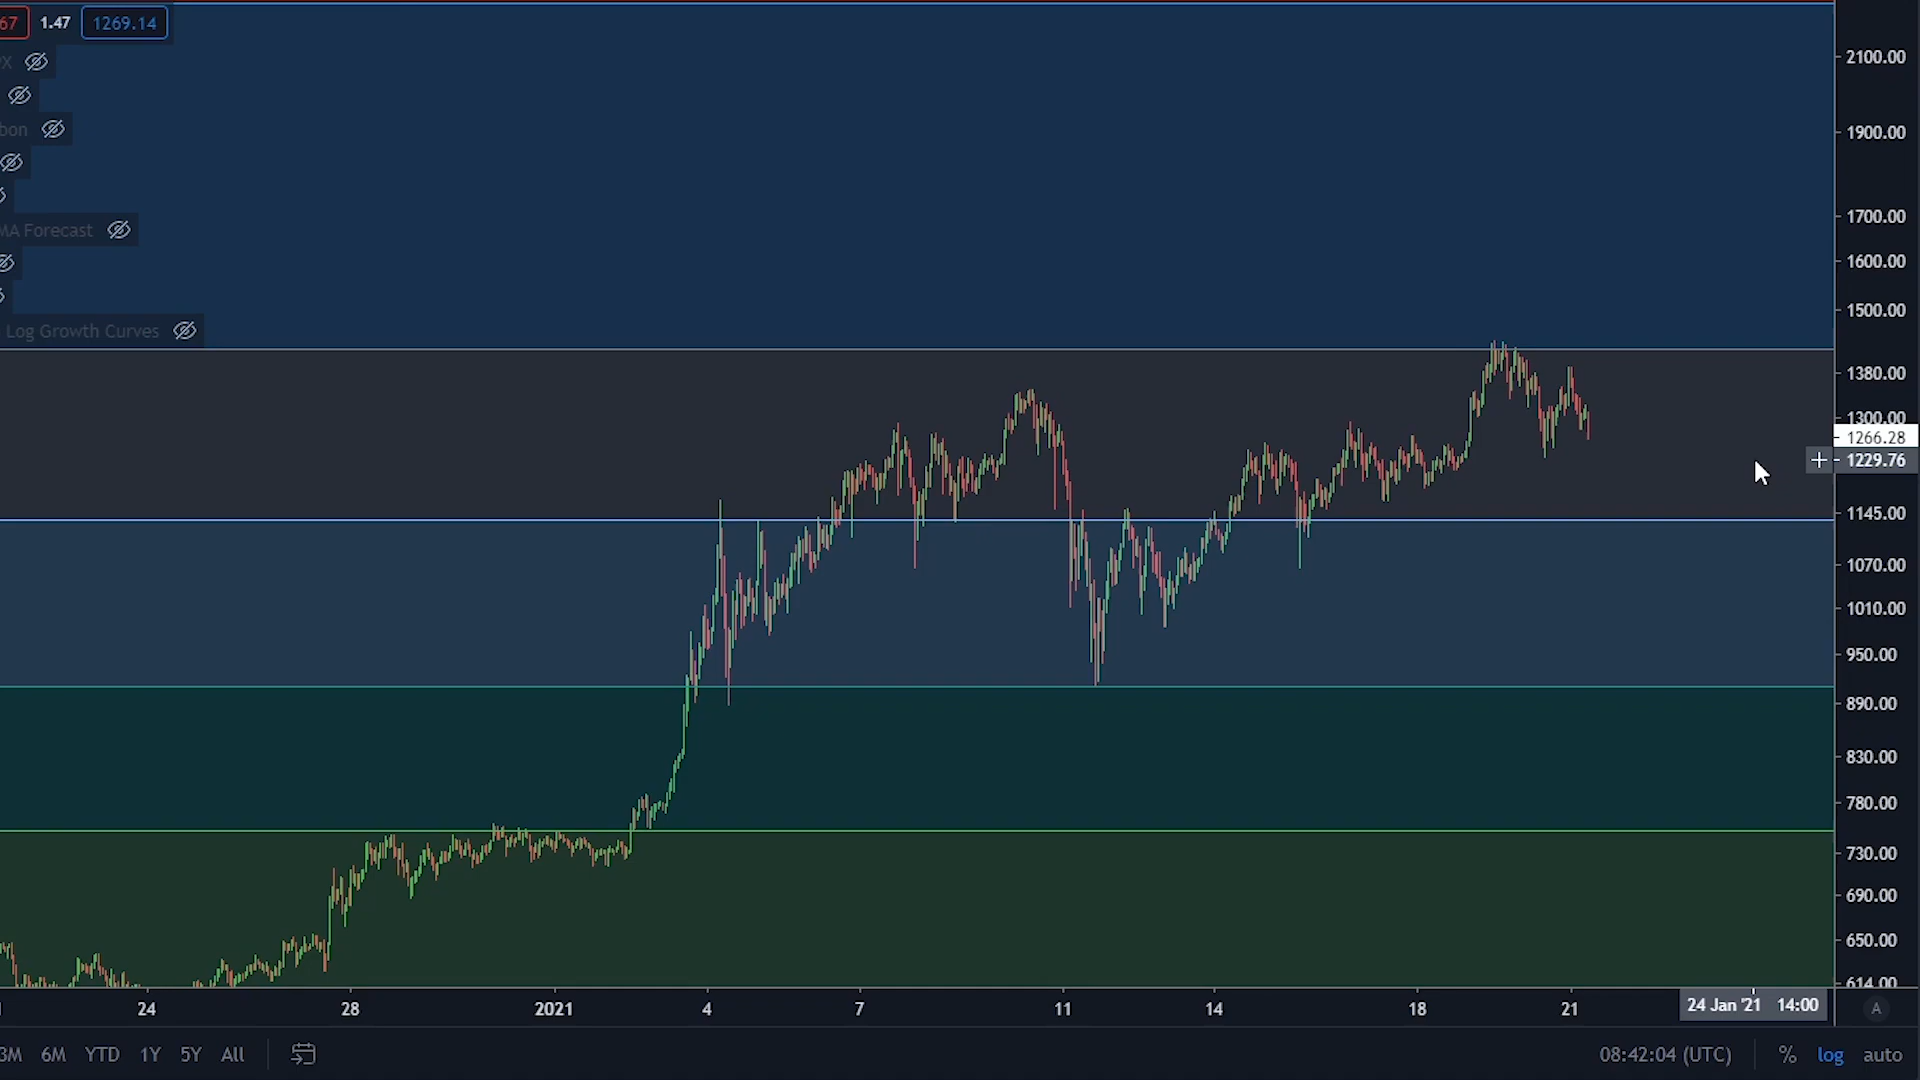 67 1.47 1269.14
X
bon
MA Forecast
Log Growth Curves
2100.00
1900.00
1700.00
1600.00
1500.00
1380.00
1300.00
1266.28
+ 1229.76
1145.00
1070.00
1010.00
950.00
890.00
830.00
780.00
730.00
690.00
650.00
614.00
24 28 2021 4 7 11 14 18 21 24 Jan '21 14:00 A
3M 6M YTD 1Y 5Y All 08:42:04 (UTC) % log auto